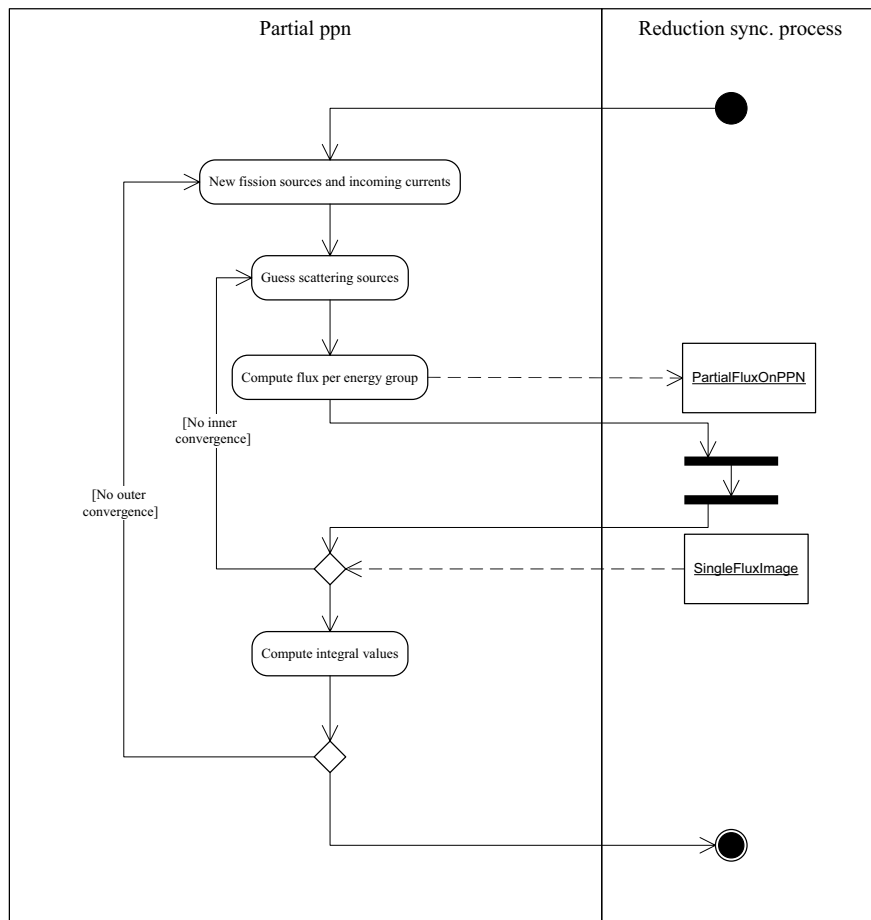 Partial ppn
Reduction sync. process
New fission sources and incoming currents
Guess scattering sources
Compute flux per energy group
PartialFluxOnPPN
[No inner
convergence]
[No outer
convergence]
SingleFluxImage
Compute integral values